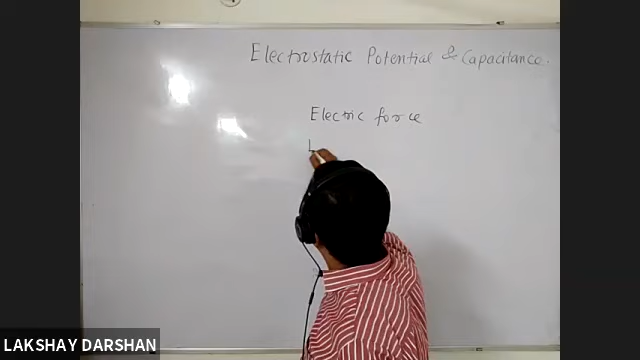 Electrostatic Potential & Capacitance.
Electric force
LAKSHAY DARSHAN